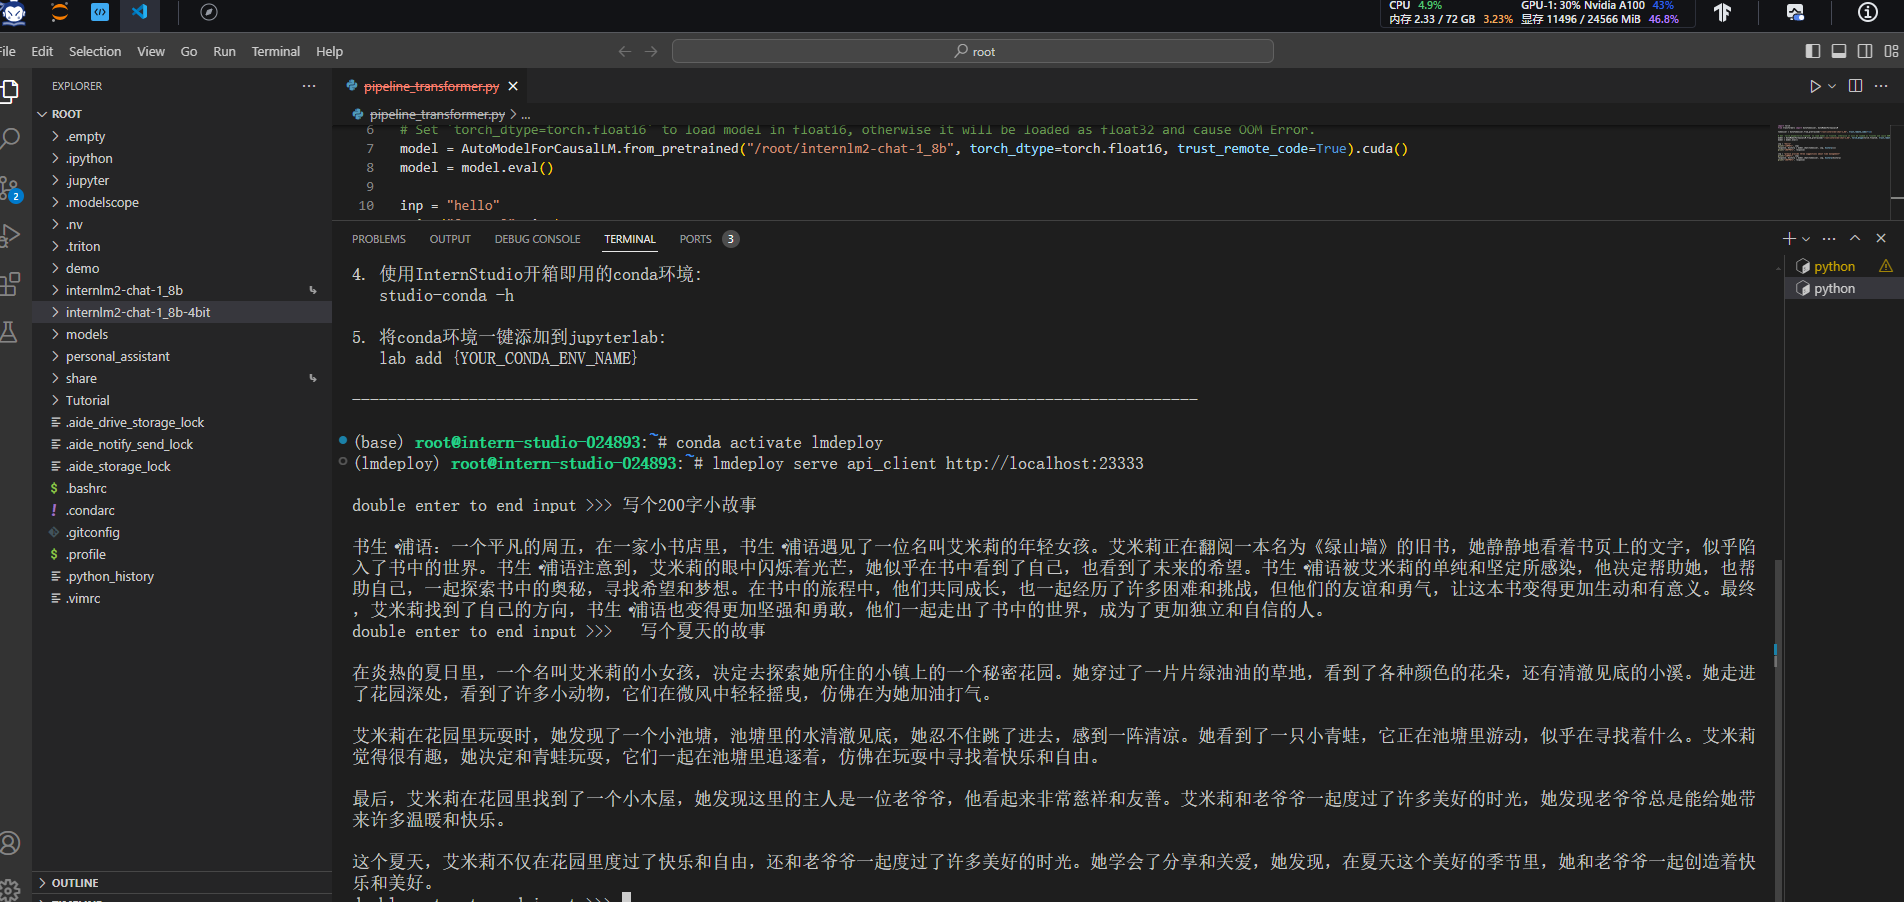 CPU 4.9%
GPU-1: 30% Nvidia A100 43%
内存 2.33 / 72 GB 3.23%
显存 11496 / 24566 MiB 46.8%
File Edit Selection View Go Run Terminal Help
root
EXPLORER
ROOT
.empty
.ipython
.jupyter
.modelscope
2
.nv
.triton
demo
internlm2-chat-1_8b
internlm2-chat-1_8b-4bit
models
personal_assistant
share
Tutorial
.aide_drive_storage_lock
.aide_notify_send_lock
.aide_storage_lock
$ .bashrc
! .condarc
.gitconfig
$ .profile
.python_history
.vimrc
OUTLINE
pipeline_transformer.py
pipeline_transformer.py > ...
6 # Set `torch_dtype=torch.float16` to load model in float16, otherwise it will be loaded as float32 and cause OOM Error.
7 model = AutoModelForCausalLM.from_pretrained("/root/internlm2-chat-1_8b", torch_dtype=torch.float16, trust_remote_code=True).cuda()
8 model = model.eval()
9
10 inp = "hello"
PROBLEMS OUTPUT DEBUG CONSOLE TERMINAL PORTS 3
python
python
4. 使用InternStudio开箱即用的conda环境:
studio-conda -h
5. 将conda环境一键添加到jupyterlab:
lab add {YOUR_CONDA_ENV_NAME}
(base) root@intern-studio-024893:~# conda activate lmdeploy
(lmdeploy) root@intern-studio-024893:~# lmdeploy serve api_client http://localhost:23333
double enter to end input >>> 写个200字小故事
书生·浦语：一个平凡的周五，在一家小书店里，书生·浦语遇见了一位名叫艾米莉的年轻女孩。艾米莉正在翻阅一本名为《绿山墙》的旧书，她静静地看着书页上的文字，似乎陷
入了书中的世界。书生·浦语注意到，艾米莉的眼中闪烁着光芒，她似乎在书中看到了自己，也看到了未来的希望。书生·浦语被艾米莉的单纯和坚定所感染，他决定帮助她，也帮
助自己，一起探索书中的奥秘，寻找希望和梦想。在书中的旅程中，他们共同成长，也一起经历了许多困难和挑战，但他们的友谊和勇气，让这本书变得更加生动和有意义。最终
，艾米莉找到了自己的方向，书生·浦语也变得更加坚强和勇敢，他们一起走出了书中的世界，成为了更加独立和自信的人。
double enter to end input >>> 写个夏天的故事
在炎热的夏日里，一个名叫艾米莉的小女孩，决定去探索她所住的小镇上的一个秘密花园。她穿过了一片片绿油油的草地，看到了各种颜色的花朵，还有清澈见底的小溪。她走进
了花园深处，看到了许多小动物，它们在微风中轻轻摇曳，仿佛在为她加油打气。
艾米莉在花园里玩耍时，她发现了一个小池塘，池塘里的水清澈见底，她忍不住跳了进去，感到一阵清凉。她看到了一只小青蛙，它正在池塘里游动，似乎在寻找着什么。艾米莉
觉得很有趣，她决定和青蛙玩耍，它们一起在池塘里追逐着，仿佛在玩耍中寻找着快乐和自由。
最后，艾米莉在花园里找到了一个小木屋，她发现这里的主人是一位老爷爷，他看起来非常慈祥和友善。艾米莉和老爷爷一起度过了许多美好的时光，她发现老爷爷总是能给她带
来许多温暖和快乐。
这个夏天，艾米莉不仅在花园里度过了快乐和自由，还和老爷爷一起度过了许多美好的时光。她学会了分享和关爱，她发现，在夏天这个美好的季节里，她和老爷爷一起创造着快
乐和美好。
double enter to end input >>>